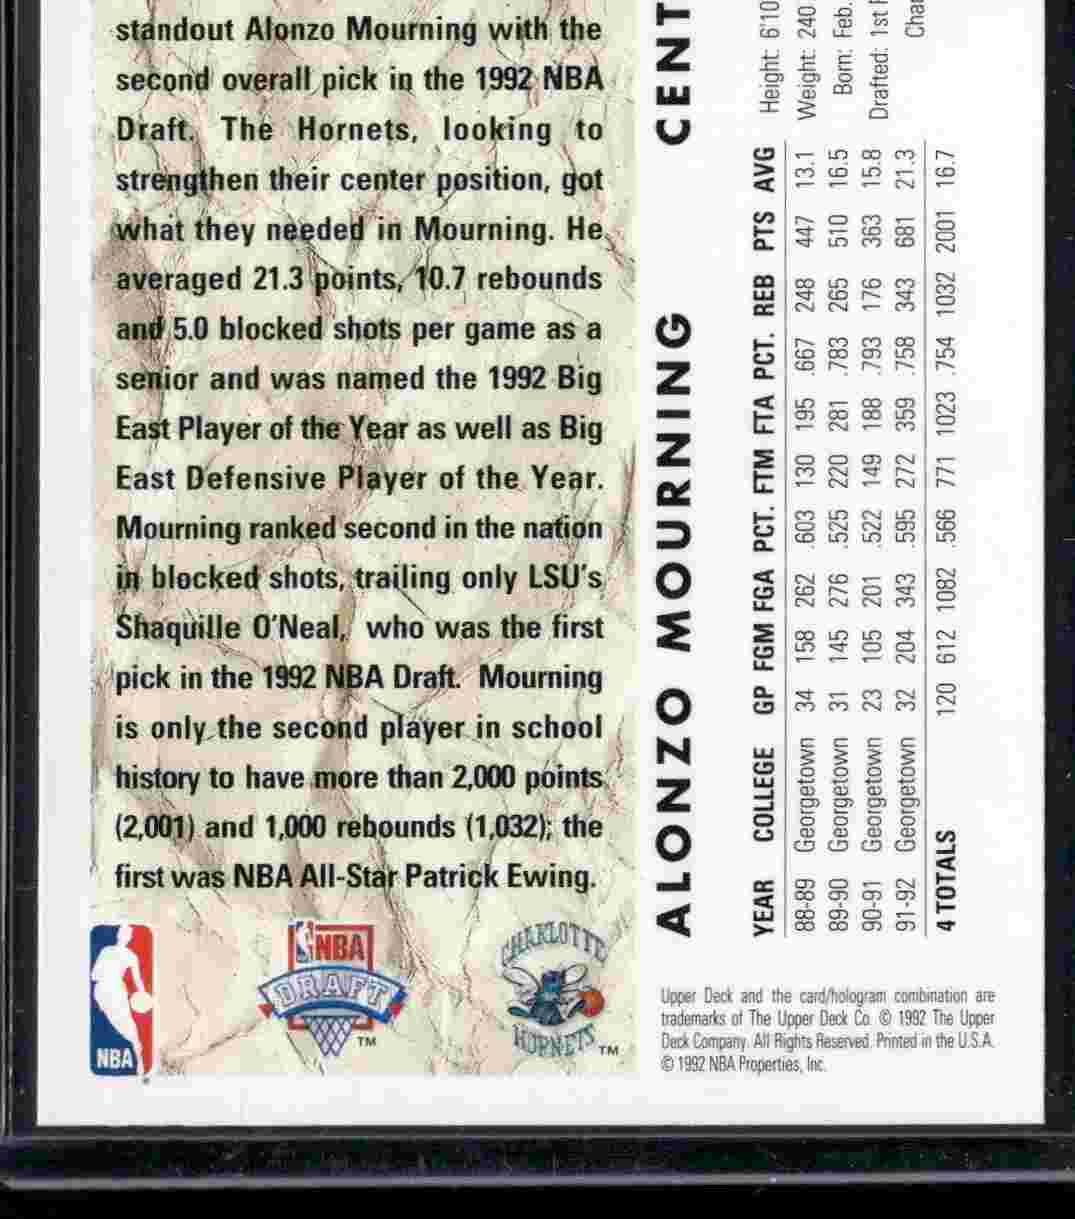 standout Alonzo Mourning with the
second overall pick in the 1992 NBA
Draft. The Hornets, looking to
strengthen their center position, got
what they needed in Mourning. He
averaged 21.3 points, 10.7 rebounds
and 5.0 blocked shots per game as a
senior and was named the 1992 Big
East Player of the Year as well as Big
East Defensive Player of the Year.
Mourning ranked second in the nation
in blocked shots, trailing only LSU's
Shaquille O'Neal, who was the first
pick in the 1992 NBA Draft. Mourning
is only the second player in school
history to have more than 2,000 points
(2,001) and 1,000 rebounds (1,032); the
first was NBA All-Star Patrick Ewing.
NBA
NBA
DRAFT
TM
CHARLOTTE
HORNETS
TM
ALONZO MOURNING CENT
Height: 6'10
Weight: 240
Born: Feb.
Drafted: 1st
Cha
YEAR COLLEGE GP FGM FGA PCT. FTM FTA PCT. REB PTS AVG
88-89 Georgetown 34 158 262 .603 130 195 .667 248 447 13.1
89-90 Georgetown 31 145 276 .525 220 281 .783 265 510 16.5
90-91 Georgetown 23 105 201 .522 149 188 .793 176 363 15.8
91-92 Georgetown 32 204 343 .595 272 359 .758 343 681 21.3
4 TOTALS 120 612 1082 .566 771 1023 .754 1032 2001 16.7
Upper Deck and the card/hologram combination are
trademarks of The Upper Deck Co. © 1992 The Upper
Deck Company. All Rights Reserved. Printed in the U.S.A.
© 1992 NBA Properties, Inc.